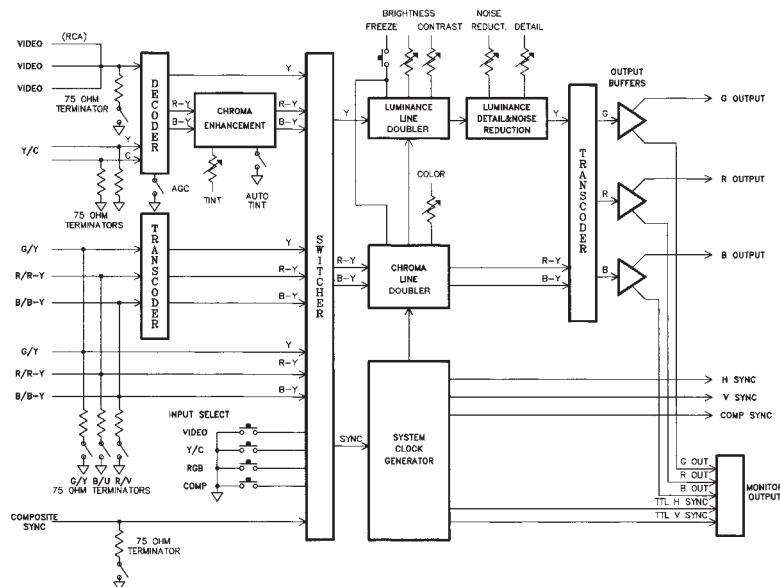 BRIGHTNESS
NOISE
FREEZE
CONTRAST
REDUCT.
DETAIL
(RCA)
VIDEO
VIDEO
VIDEO
75 OHM
TERMINATOR
DECODER
Y
R-Y
B-Y
CHROMA
ENHANCEMENT
R-Y
B-Y
Y
LUMINANCE
LINE
DOUBLER
LUMINANCE
DETAIL&NOISE
REDUCTION
Y
OUTPUT
BUFFERS
G
G OUTPUT
Y/C
Y
C
75 OHM
TERMINATORS
AGC
TINT
AUTO
TINT
COLOR
TRANSCODER
R
R OUTPUT
SWITCHER
G/Y
R/R-Y
B/B-Y
TRANSCODER
Y
R-Y
B-Y
R-Y
B-Y
CHROMA
LINE
DOUBLER
R-Y
B-Y
B
B OUTPUT
G/Y
R/R-Y
B/B-Y
Y
R-Y
B-Y
H SYNC
V SYNC
COMP SYNC
INPUT SELECT
VIDEO
Y/C
RGB
COMP
SYNC
SYSTEM
CLOCK
GENERATOR
G/Y B/U R/V
75 OHM TERMINATORS
G OUT
R OUT
B OUT
TTL H SYNC
TTL V SYNC
MONITOR
OUTPUT
COMPOSITE
SYNC
75 OHM
TERMINATOR